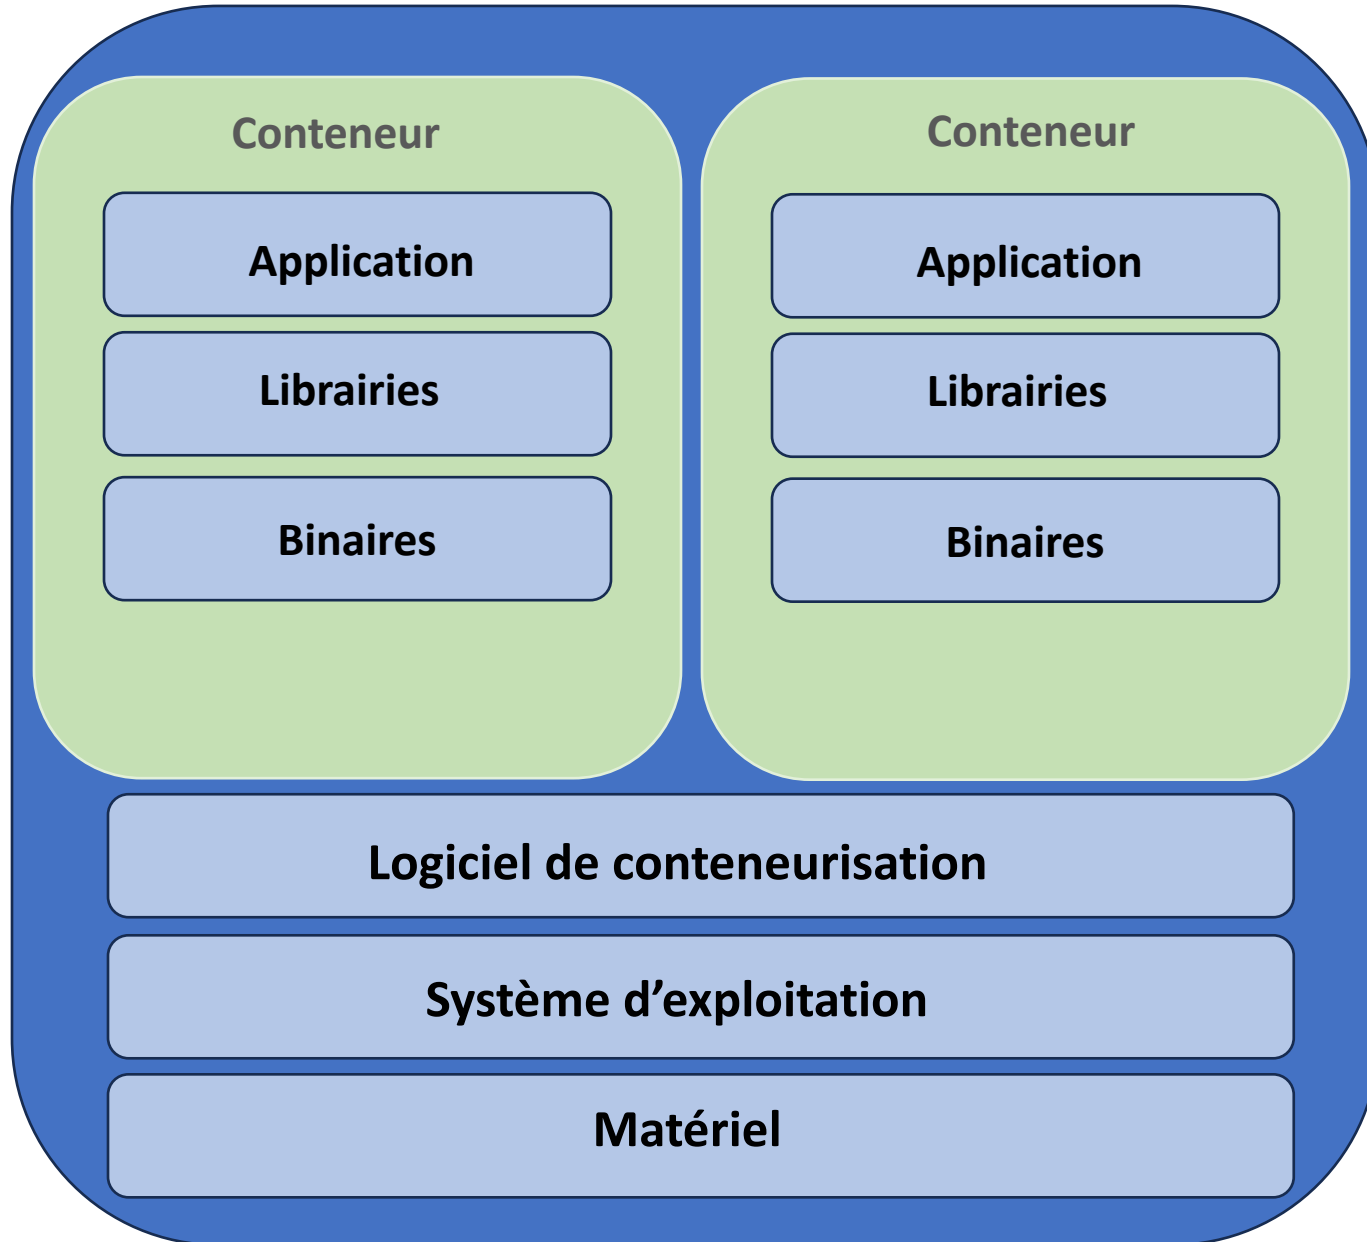 Conteneur
Application
Librairies
Binaires
Conteneur
Application
Librairies
Binaires
Logiciel de conteneurisation
Système d’exploitation
Matériel